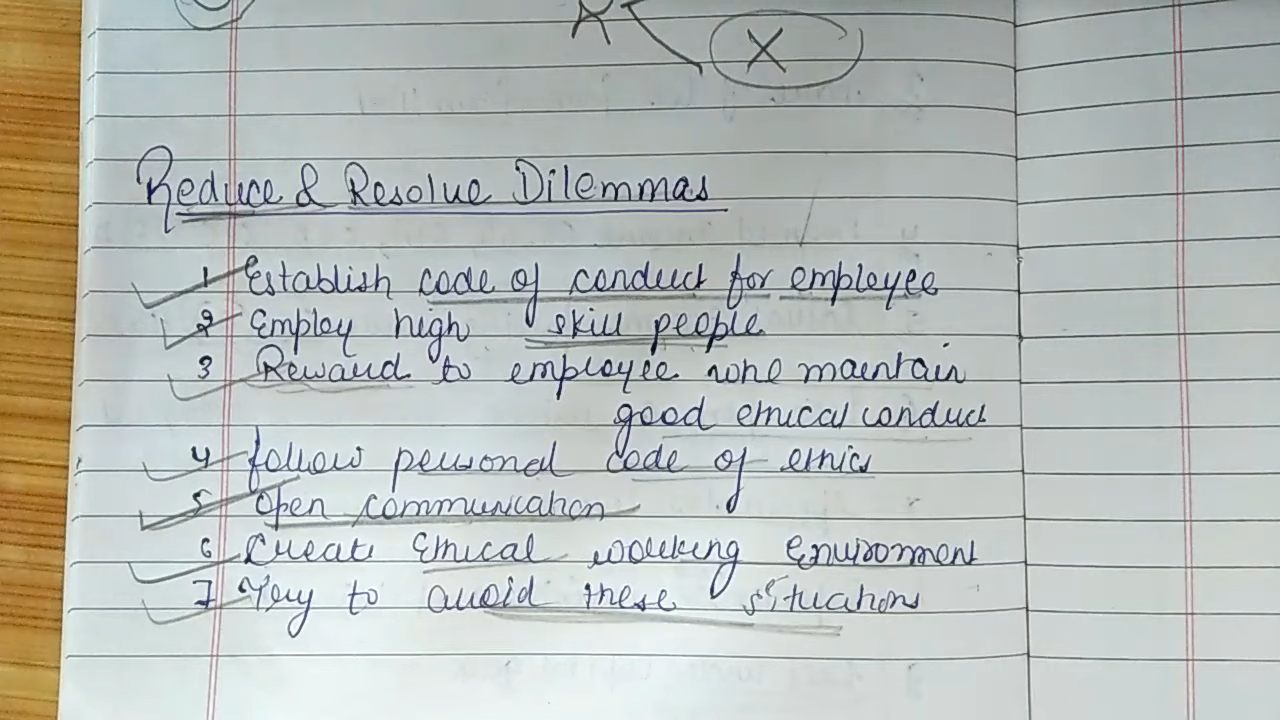 X
Reduce & Resolve Dilemmas
1 Establish code of conduct for employee
2 Employ high skill people
3 Reward to employee who maintain
good ethical conduct
4 follow personal code of ethics
5 Open communication
6 Create Ethical working Environment
7 Try to avoid these situations